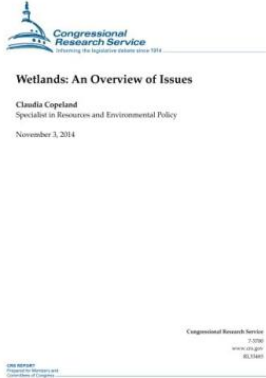 Congressional
Research Service
Informing the legislative debate since 1914
Wetlands: An Overview of Issues
Claudia Copeland
Specialist in Resources and Environmental Policy
November 3, 2014
Congressional Research Service
7-5700
www.crs.gov
CRS REPORT
Prepared for Members and
Committees of Congress